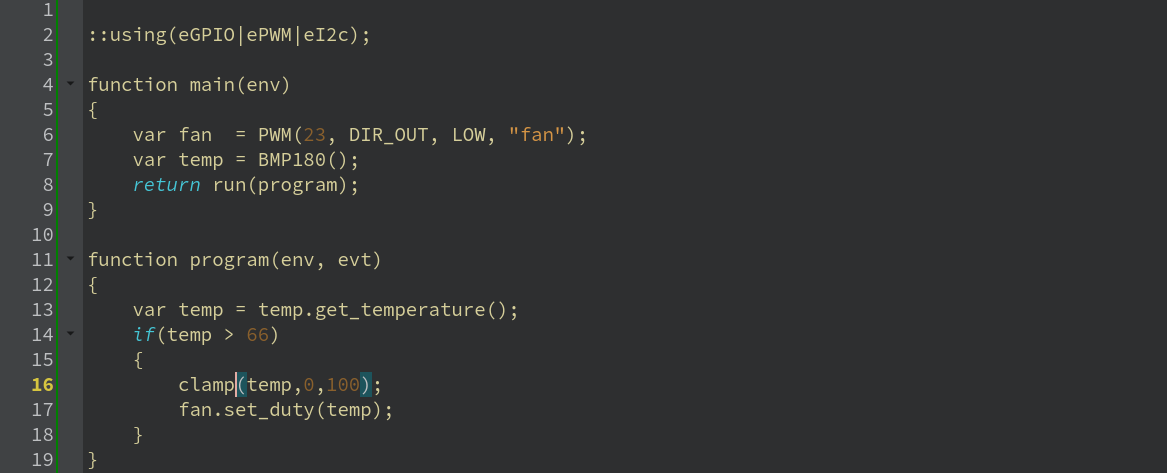 1
2 ::using(eGPIO|ePWM|eI2c);
3
4 function main(env)
5 {
6     var fan  = PWM(23, DIR_OUT, LOW, "fan");
7     var temp = BMP180();
8     return run(program);
9 }
10
11 function program(env, evt)
12 {
13     var temp = temp.get_temperature();
14     if(temp > 66)
15     {
16         clamp(temp,0,100);
17         fan.set_duty(temp);
18     }
19 }